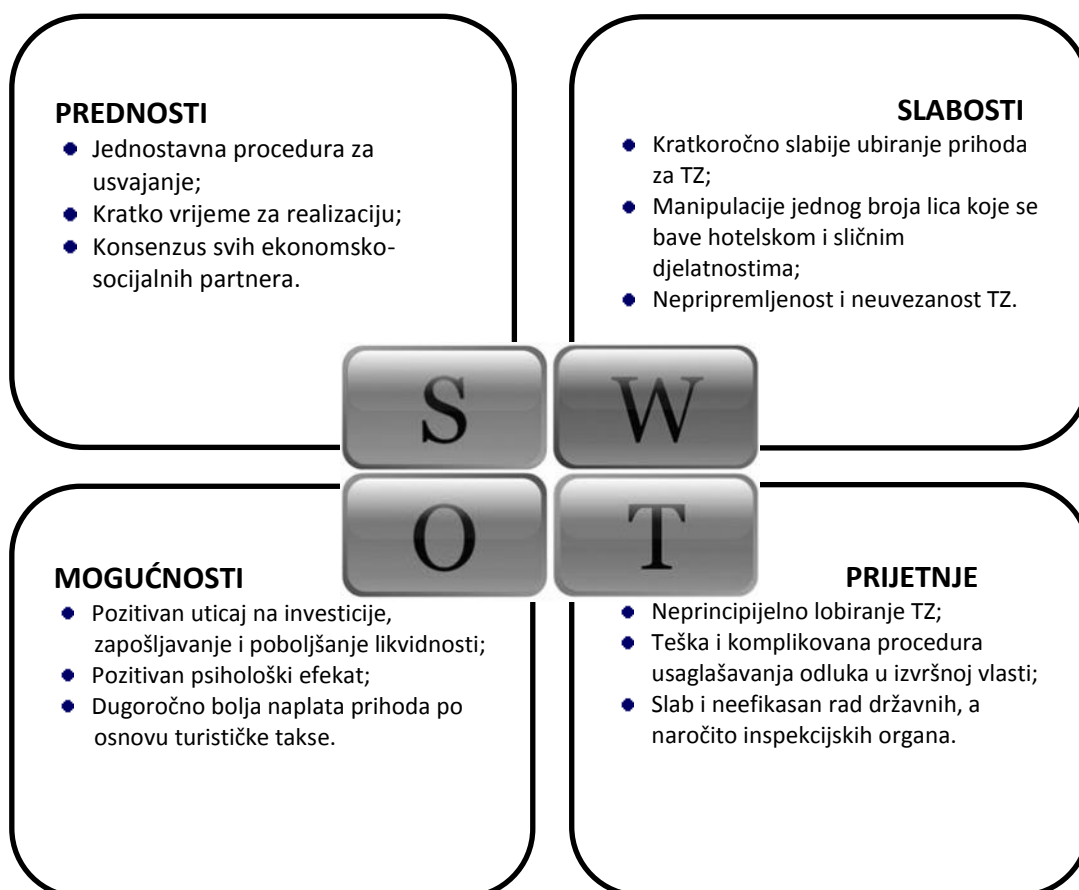 PREDNOSTI
Jednostavna procedura za
usvajanje;
Kratko vrijeme za realizaciju;
Konsenzus svih ekonomsko-
socijalnih partnera.
SLABOSTI
Kratkoročno slabije ubiranje prihoda
za TZ;
Manipulacije jednog broja lica koje se
bave hotelskom i sličnim
djelatnostima;
Nepripremljenost i neuvezanost TZ.
S
W
O
T
MOGUĆNOSTI
Pozitivan uticaj na investicije,
zapošljavanje i poboljšanje likvidnosti;
Pozitivan psihološki efekat;
Dugoročno bolja naplata prihoda po
osnovu turističke takse.
PRIJETNJE
Neprincipijelno lobiranje TZ;
Teška i komplikovana procedura
usaglašavanja odluka u izvršnoj vlasti;
Slab i neefikasan rad državnih, a
naročito inspekcijskih organa.